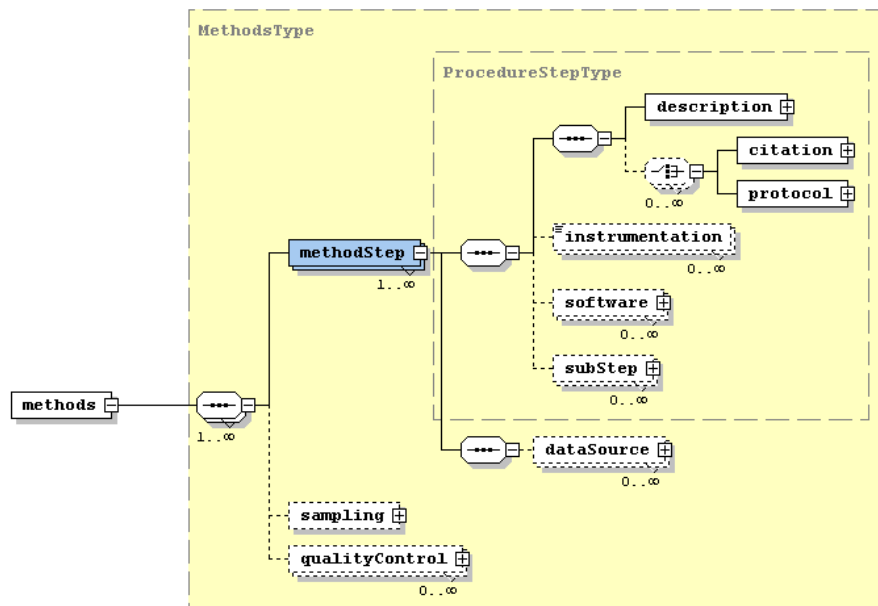 MethodsType
ProcedureStepType
description
citation
0..∞
protocol
instrumentation
0..∞
methodStep
1..∞
software
0..∞
subStep
0..∞
methods
1..∞
dataSource
0..∞
sampling
qualityControl
0..∞